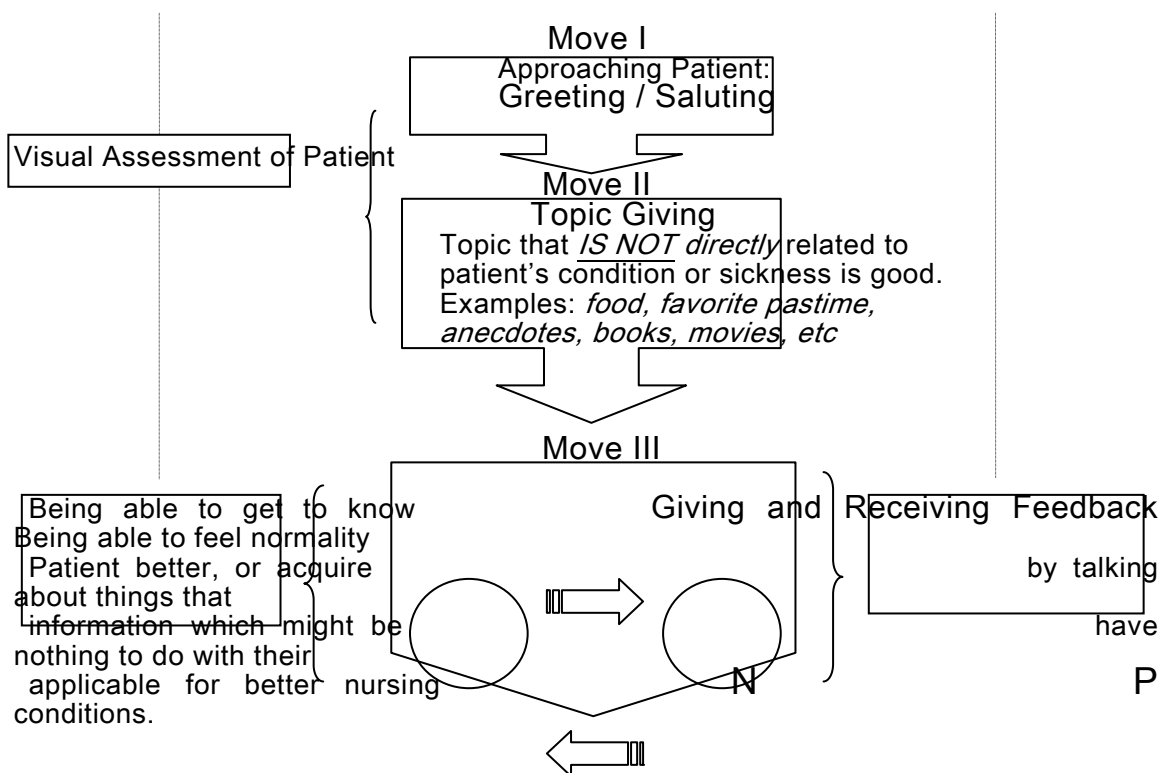 Move I
Approaching Patient:
Greeting / Saluting
Visual Assessment of Patient
Move II
Topic Giving
Topic that IS NOT directly related to
patient’s condition or sickness is good.
Examples: food, favorite pastime,
anecdotes, books, movies, etc
Move III
Being able to get to know Giving and Receiving Feedback
Being able to feel normality
Patient better, or acquire by talking
about things that
information which might be have
nothing to do with their
applicable for better nursing N P
conditions.